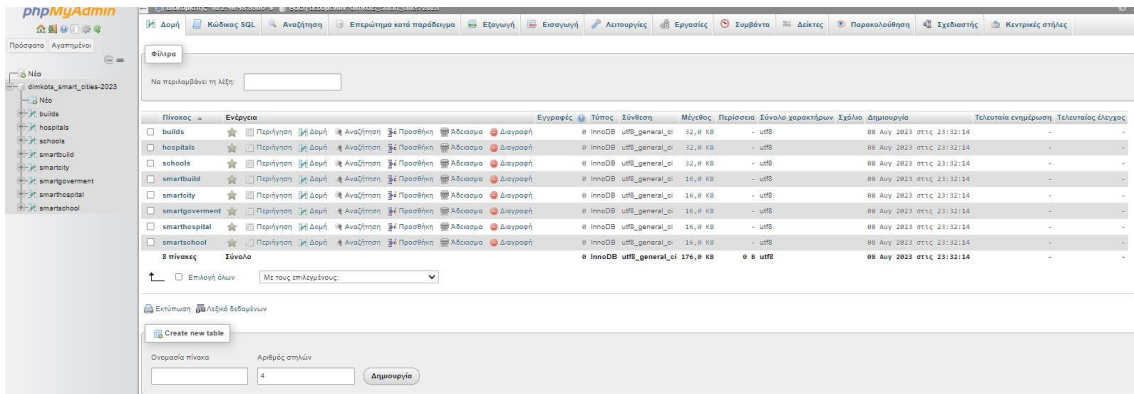 phpMyAdmin
Πρόσφατα Αγαπημένοι
Νέο
dimkots_smart_cities-2023
Νέο
builds
hospitals
schools
smartbuild
smartcity
smartgoverment
smarthospital
smartschool
Δομή Κώδικας SQL Αναζήτηση Επερώτημα κατά παράδειγμα Εξαγωγή Εισαγωγή Λειτουργίες Εργασίες Συμβάντα Δείκτες Παρακολούθηση Σχεδιαστής Κεντρικές στήλες
Φίλτρα
Να περιλαμβάνει τη λέξη:
Πίνακας Ενέργεια Εγγραφές Τύπος Σύνθεση Μέγεθος Περίσσεια Σύνολο χαρακτήρων Σχόλιο Δημιουργία Τελευταία ενημέρωση Τελευταίος έλεγχος
builds Περιήγηση Δομή Αναζήτηση Προσθήκη Άδειασμα Διαγραφή 0 InnoDB utf8_general_ci 32,0 KB - utf8 08 Αυγ 2023 στις 23:32:14 - -
hospitals Περιήγηση Δομή Αναζήτηση Προσθήκη Άδειασμα Διαγραφή 0 InnoDB utf8_general_ci 32,0 KB - utf8 08 Αυγ 2023 στις 23:32:14 - -
schools Περιήγηση Δομή Αναζήτηση Προσθήκη Άδειασμα Διαγραφή 0 InnoDB utf8_general_ci 32,0 KB - utf8 08 Αυγ 2023 στις 23:32:14 - -
smartbuild Περιήγηση Δομή Αναζήτηση Προσθήκη Άδειασμα Διαγραφή 0 InnoDB utf8_general_ci 16,0 KB - utf8 08 Αυγ 2023 στις 23:32:14 - -
smartcity Περιήγηση Δομή Αναζήτηση Προσθήκη Άδειασμα Διαγραφή 0 InnoDB utf8_general_ci 16,0 KB - utf8 08 Αυγ 2023 στις 23:32:14 - -
smartgoverment Περιήγηση Δομή Αναζήτηση Προσθήκη Άδειασμα Διαγραφή 0 InnoDB utf8_general_ci 16,0 KB - utf8 08 Αυγ 2023 στις 23:32:14 - -
smarthospital Περιήγηση Δομή Αναζήτηση Προσθήκη Άδειασμα Διαγραφή 0 InnoDB utf8_general_ci 16,0 KB - utf8 08 Αυγ 2023 στις 23:32:14 - -
smartschool Περιήγηση Δομή Αναζήτηση Προσθήκη Άδειασμα Διαγραφή 0 InnoDB utf8_general_ci 16,0 KB - utf8 08 Αυγ 2023 στις 23:32:14 - -
8 πίνακες Σύνολο 0 InnoDB utf8_general_ci 176,0 KB 0 B utf8 08 Αυγ 2023 στις 23:32:14 - -
Επιλογή όλων Με τους επιλεγμένους:
Εκτύπωση Λεξικό δεδομένων
Create new table
Ονομασία πίνακα Αριθμός στηλών
4 Δημιουργία